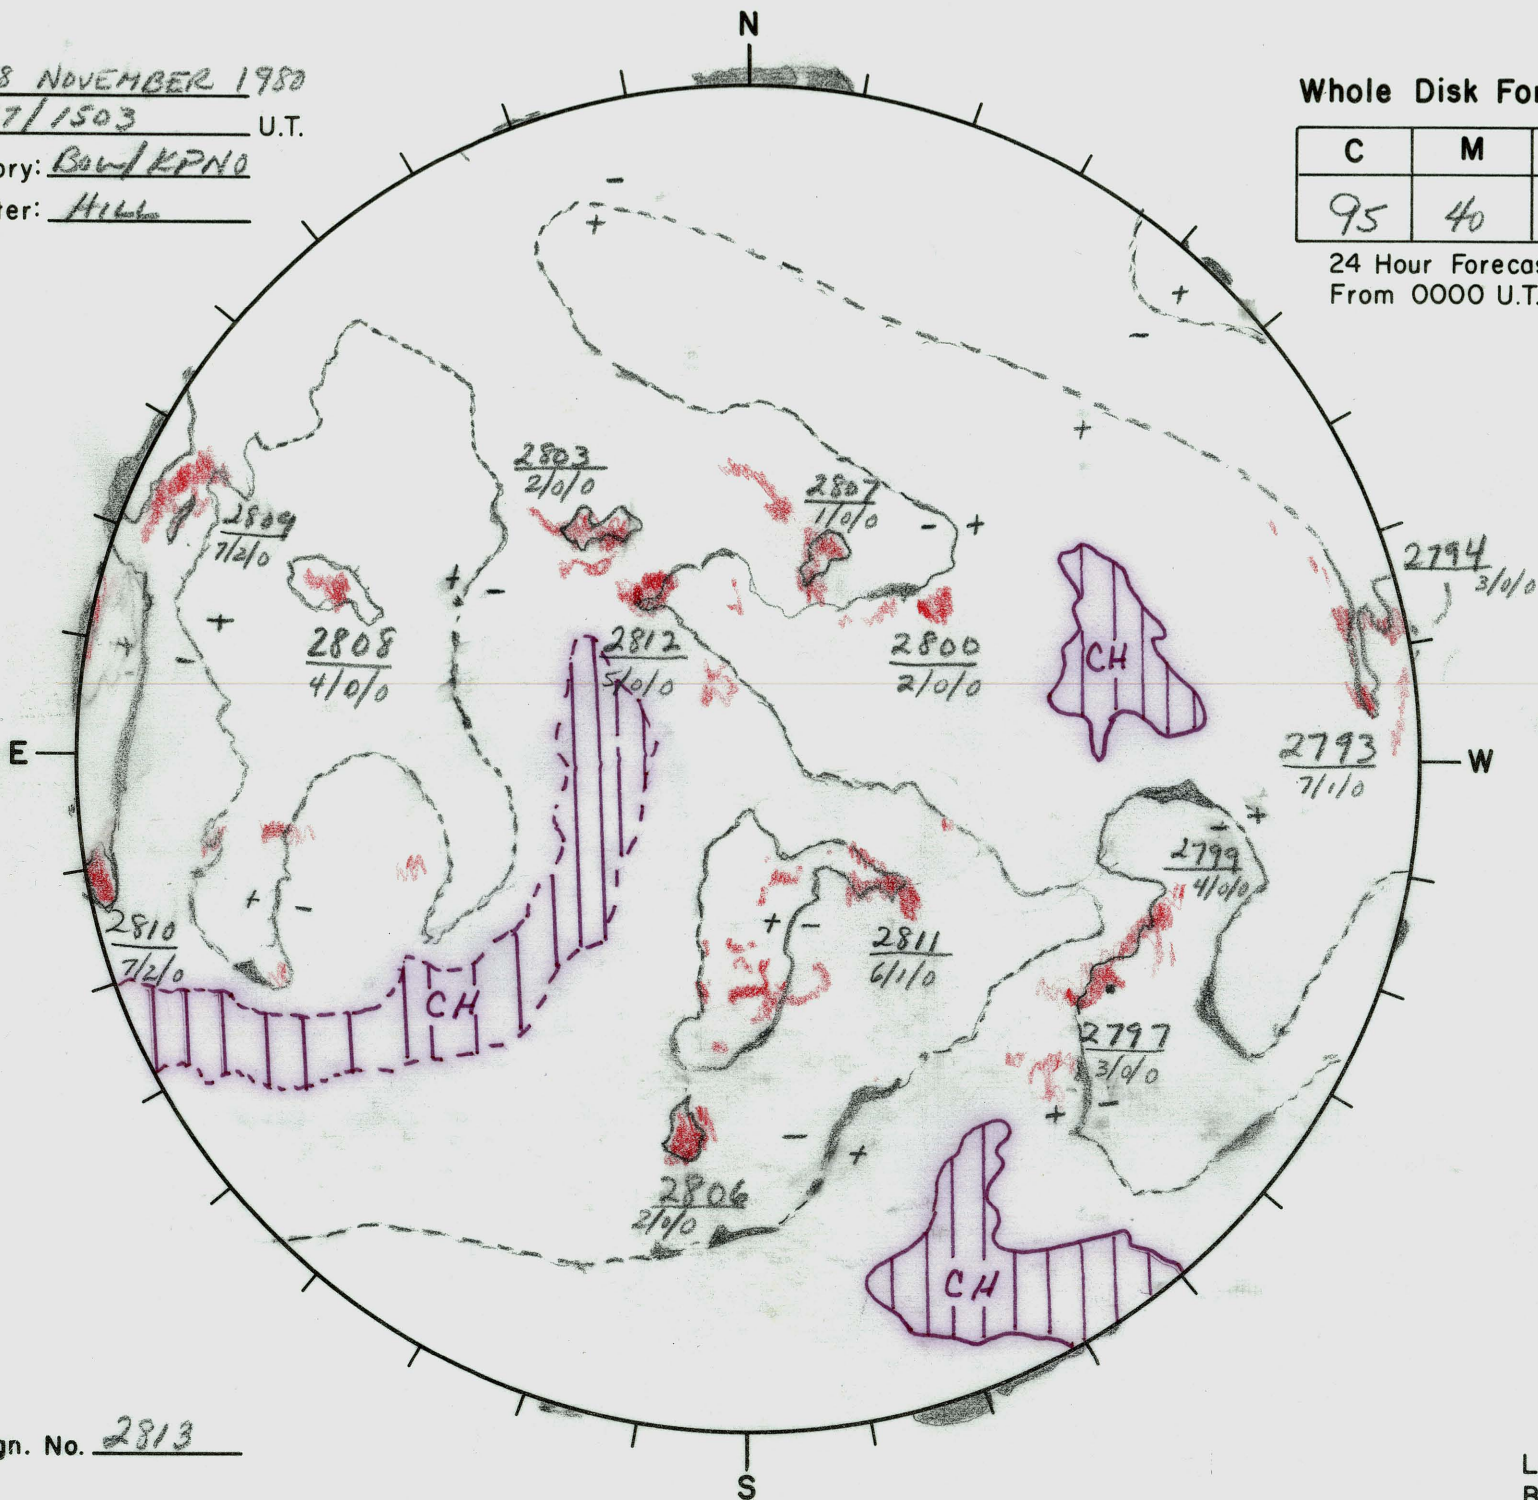 N
8 NOVEMBER 1980
7/1503 U.T.
ory: Bou/KPNO
ter: HILL
Whole Disk For
C M
95 40
24 Hour Forecas
From 0000 U.T.
-
+
-
+
-
+
2803
2/0/0
2807
1/0/0
- +
2809
7/2/0
2794
3/0/0
+ -
+
+
-
2808
4/0/0
2812
5/0/0
2800
2/0/0
CH
E
W
2793
7/1/0
+
-
2799
4/0/0
+ -
+ -
2810
7/2/0
2811
6/1/0
CH
2797
3/0/0
+ -
- +
2806
2/0/0
CH
gn. No. 2813
S
L
B